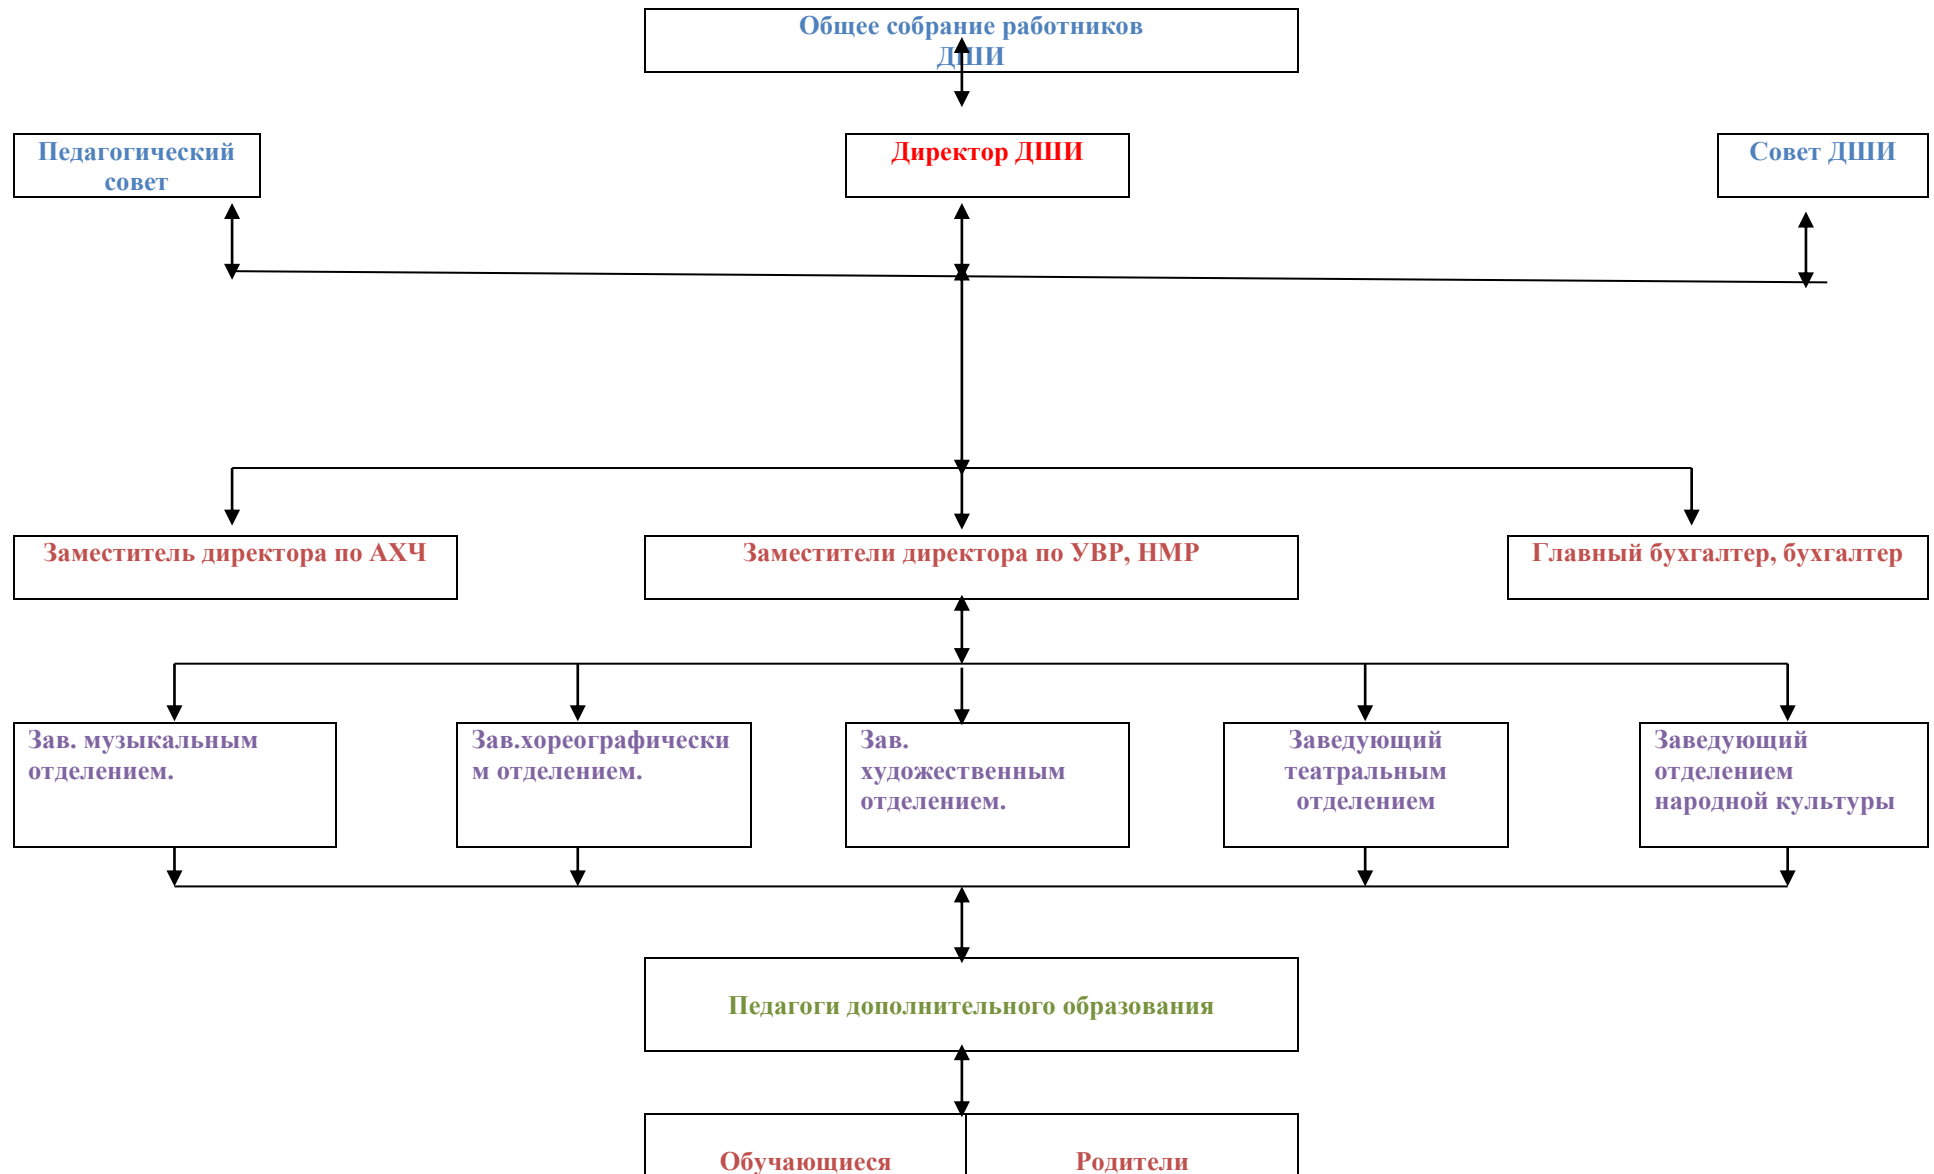 Общее собрание работников
ДШИ
Педагогический
совет
Директор ДШИ
Совет ДШИ
Заместитель директора по АХЧ
Заместители директора по УВР, НМР
Главный бухгалтер, бухгалтер
Зав. музыкальным
отделением.
Зав.хореографически
м отделением.
Зав.
художественным
отделением.
Заведующий
театральным
отделением
Заведующий
отделением
народной культуры
Педагоги дополнительного образования
Обучающиеся
Родители